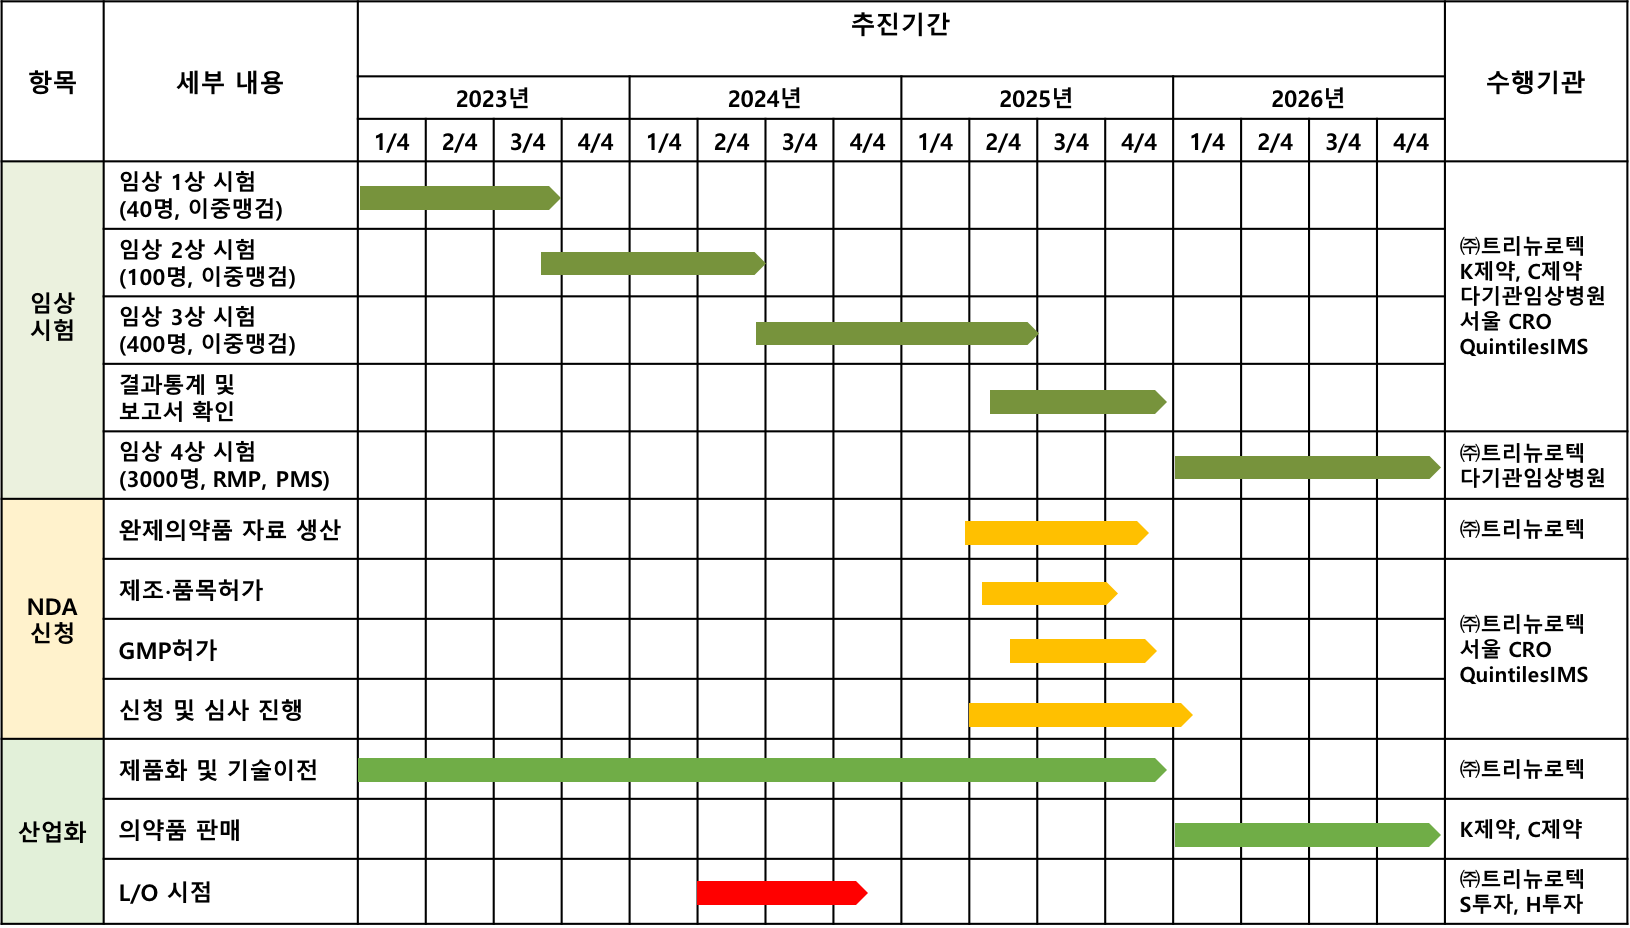 항목
세부 내용
추진기간
수행기관
2023년
2024년
2025년
2026년
1/4
2/4
3/4
4/4
1/4
2/4
3/4
4/4
1/4
2/4
3/4
4/4
1/4
2/4
3/4
4/4
임상
시험
임상 1상 시험
(40명, 이중맹검)
임상 2상 시험
(100명, 이중맹검)
임상 3상 시험
(400명, 이중맹검)
결과통계 및
보고서 확인
㈜트리뉴로텍
K제약, C제약
다기관임상병원
서울 CRO
QuintilesIMS
임상 4상 시험
(3000명, RMP, PMS)
㈜트리뉴로텍
다기관임상병원
NDA
신청
완제의약품 자료 생산
㈜트리뉴로텍
제조·품목허가
GMP허가
신청 및 심사 진행
㈜트리뉴로텍
서울 CRO
QuintilesIMS
산업화
제품화 및 기술이전
㈜트리뉴로텍
의약품 판매
K제약, C제약
L/O 시점
㈜트리뉴로텍
S투자, H투자